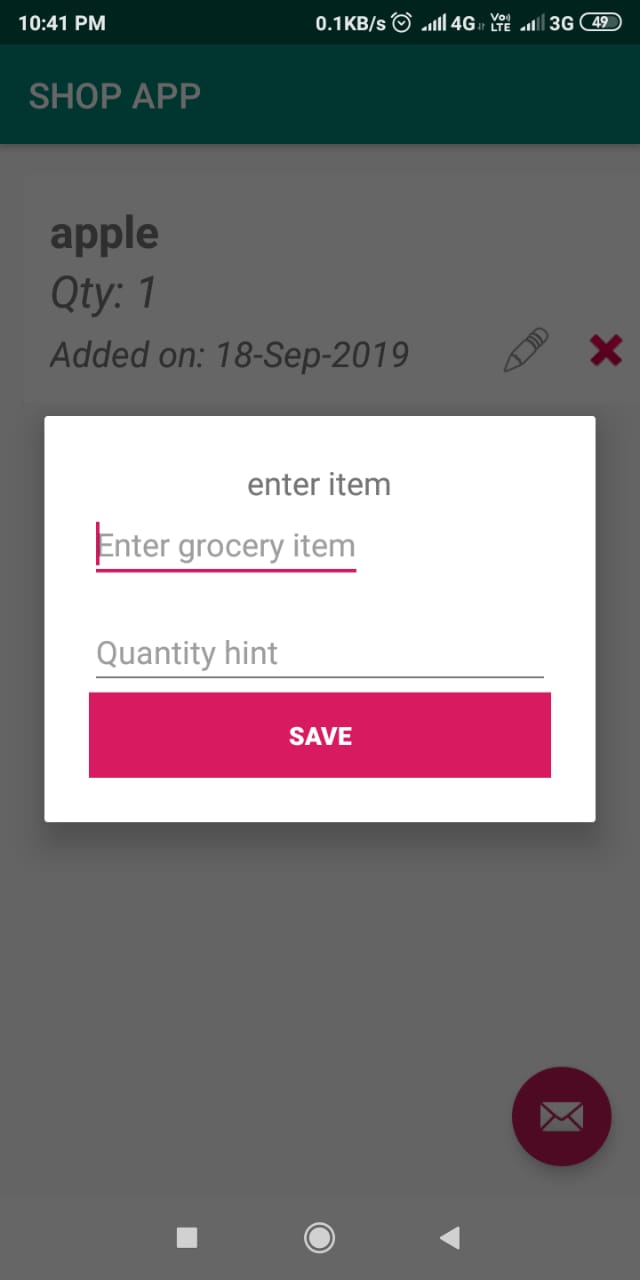 10:41 PM 0.1KB/s 4G Vo) LTE 3G 49
SHOP APP
apple
Qty: 1
Added on: 18-Sep-2019
enter item
Enter grocery item
Quantity hint
SAVE